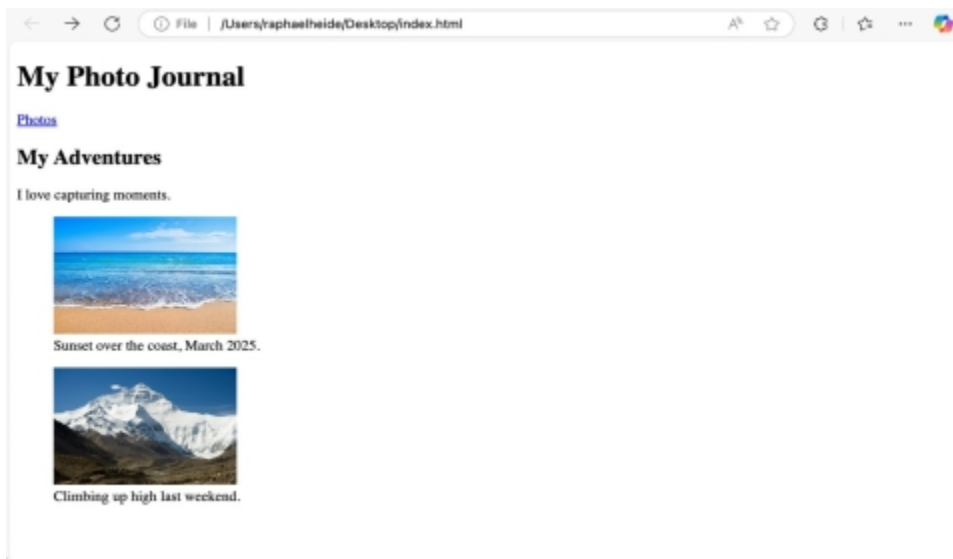 File | /Users/raphaelheide/Desktop/index.html
My Photo Journal
Photos
My Adventures
I love capturing moments.
Sunset over the coast, March 2025.
Climbing up high last weekend.